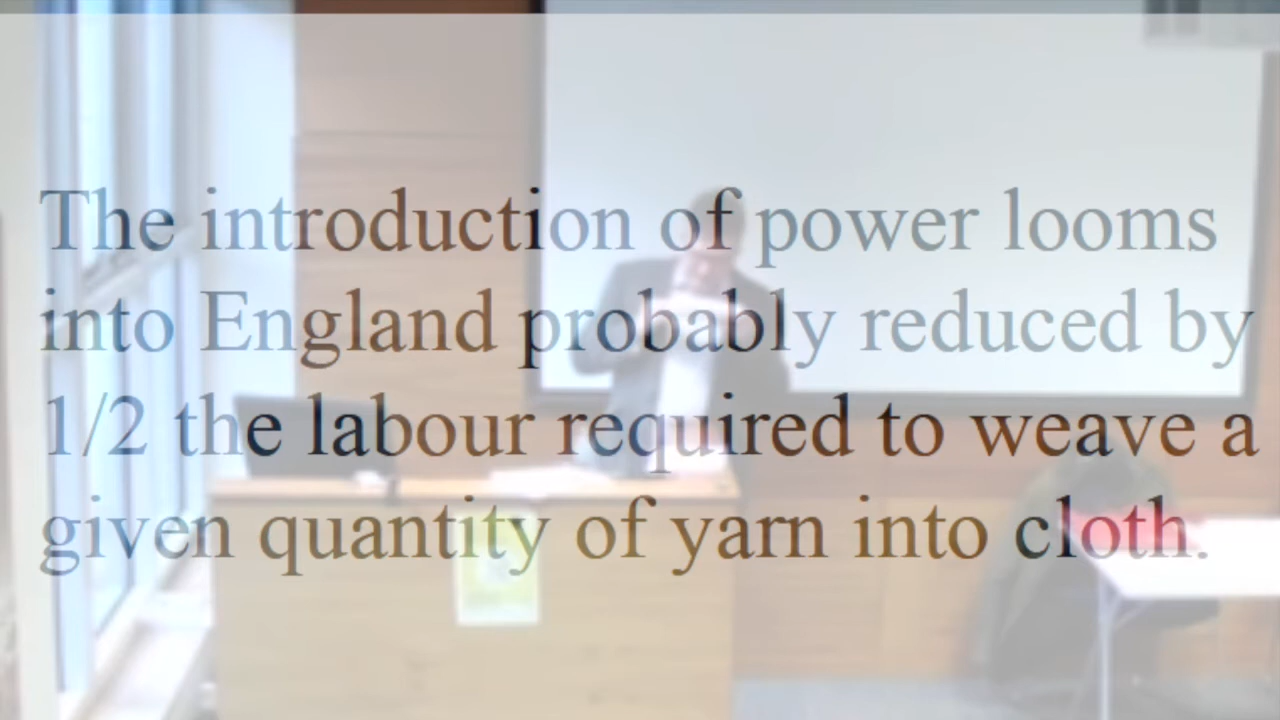 The introduction of power looms
into England probably reduced by
1/2 the labour required to weave a
given quantity of yarn into cloth.